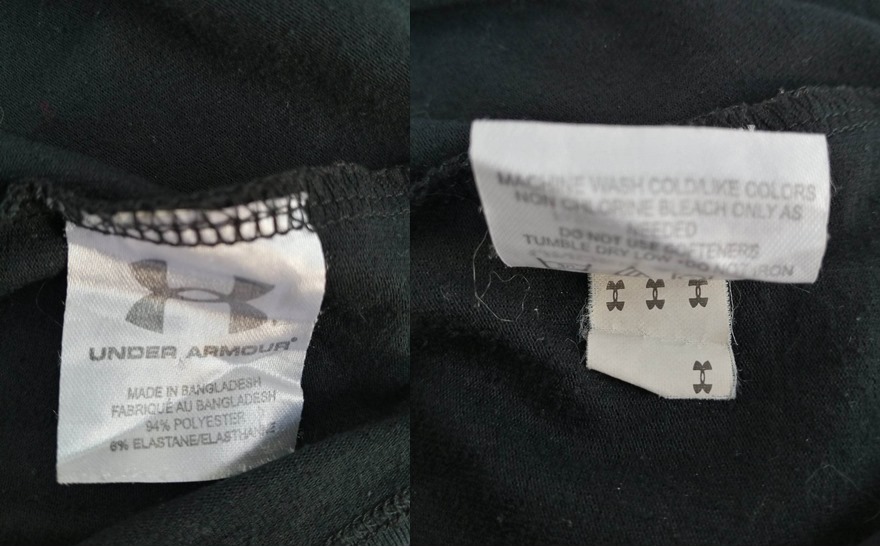 UNDER ARMOUR®
MADE IN BANGLADESH
FABRIQUÉ AU BANGLADESH
94% POLYESTER
6% ELASTANE/ELASTHANNE
MACHINE WASH COLD/LIKE COLORS
NON CHLORINE BLEACH ONLY AS
NEEDED
DO NOT USE SOFTENERS
TUMBLE DRY LOW DO NOT IRON